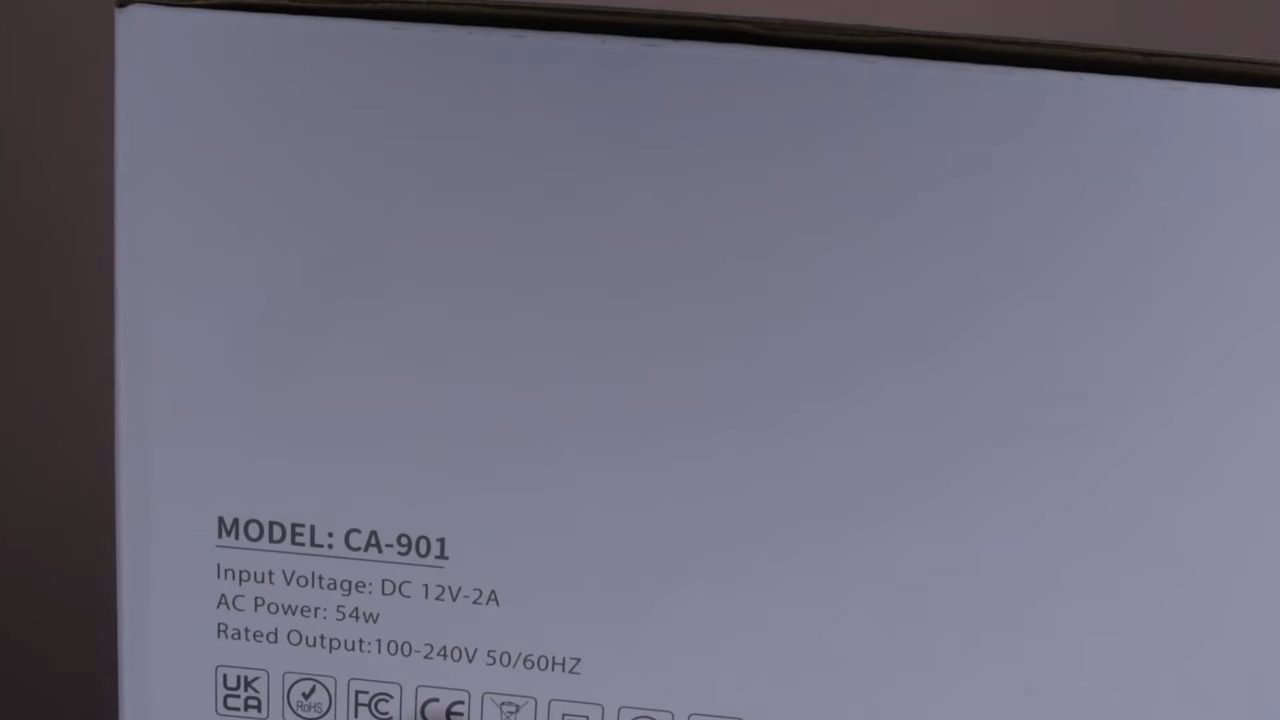 MODEL: CA-901
Input Voltage: DC 12V-2A
AC Power: 54w
Rated Output:100-240V 50/60HZ
UK
CA
RoHS
FC
CE